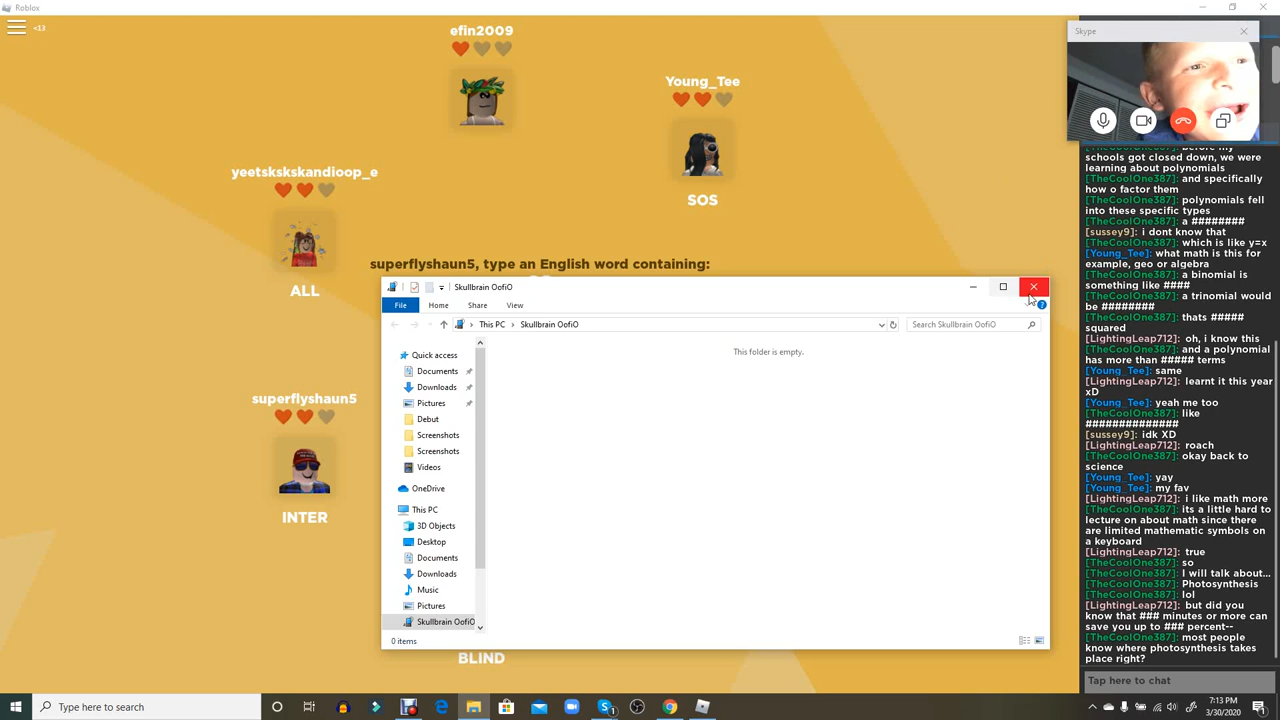 Roblox
<13
efin2009
Young_Tee
SOS
yeetskskskandioop_e
ALL
superflyshaun5, type an English word containing:
superflyshaun5
INTER
BLIND
Skullbrain OofiO
File
Home
Share
View
This PC
Skullbrain OofiO
Search Skullbrain OofiO
This folder is empty.
Quick access
Documents
Downloads
Pictures
Debut
Screenshots
Screenshots
Videos
OneDrive
This PC
3D Objects
Desktop
Documents
Downloads
Music
Pictures
Skullbrain OofiO
0 items
Skype
before my
schools got closed down, we were
learning about polynomials
[TheCoolOne387]: and specifically
how o factor them
[TheCoolOne387]: polynomials fell
into these specific types
[TheCoolOne387]: a ########
[sussey9]: i dont know that
[TheCoolOne387]: which is like y=x
[Young_Tee]: what math is this for
example, geo or algebra
[TheCoolOne387]: a binomial is
something like ####
[TheCoolOne387]: a trinomial would
be ########
[TheCoolOne387]: thats #####
squared
[LightingLeap712]: oh, i know this
[TheCoolOne387]: and a polynomial
has more than ##### terms
[Young_Tee]: same
[LightingLeap712]: learnt it this year
xD
[Young_Tee]: yeah me too
[TheCoolOne387]: like
##############
[sussey9]: idk XD
[LightingLeap712]: roach
[TheCoolOne387]: okay back to
science
[Young_Tee]: yay
[Young_Tee]: my fav
[LightingLeap712]: i like math more
[TheCoolOne387]: its a little hard to
lecture on about math since there
are limited mathematic symbols on
a keyboard
[LightingLeap712]: true
[TheCoolOne387]: so
[TheCoolOne387]: I will talk about...
[TheCoolOne387]: Photosynthesis
[TheCoolOne387]: lol
[LightingLeap712]: but did you
know that ### minutes or more can
save you up to ### percent--
[TheCoolOne387]: most people
know where photosynthesis takes
place right?
Tap here to chat
Type here to search
7:13 PM
3/30/2020